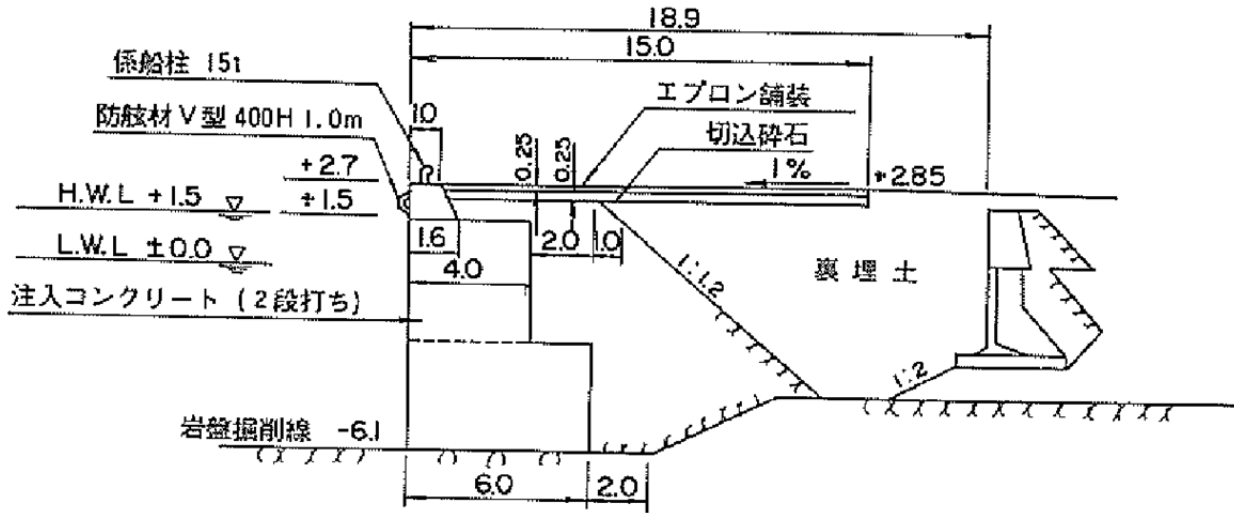 18.9
15.0
係船柱 15t
エプロン舗装
防舷材V型 400H 1.0m
1.0
切込砕石
0.25
0.25
+2.7
1%
+2.85
H.W.L +1.5
+1.5
1.6
2.0
1.0
L.W.L ±0.0
4.0
1:1.2
裏埋土
注入コンクリート (2段打ち)
1:2
岩盤掘削線 -6.1
6.0
2.0